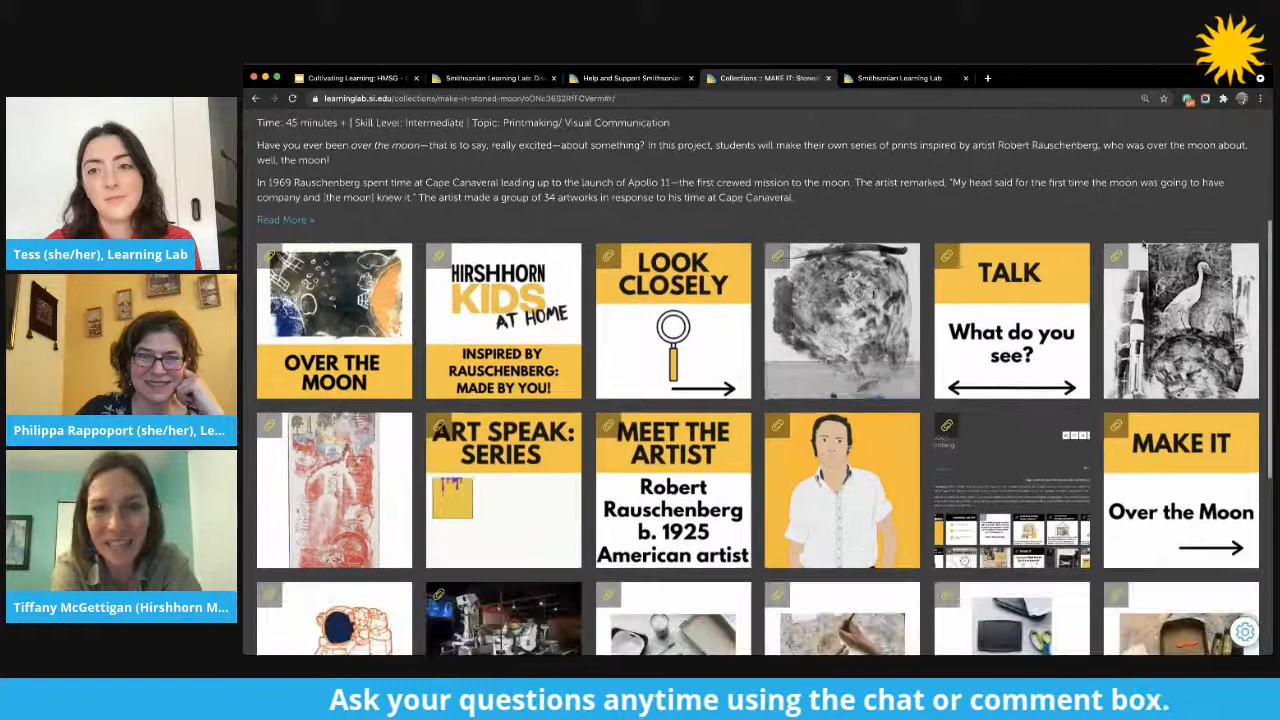 Cultivating Learning: HMSG -
Smithsonian Learning Lab: Dis
Help and Support Smithsonian
Collections :: MAKE IT: Stoned
Smithsonian Learning Lab
learninglab.si.edu/collections/make-it-stoned-moon/
Time: 45 minutes + | Skill Level: Intermediate | Topic: Printmaking/ Visual Communication
Have you ever been over the moon—that is to say, really excited—about something? In this project, students will make their own series of prints inspired by artist Robert Rauschenberg, who was over the moon about,
well, the moon!
In 1969 Rauschenberg spent time at Cape Canaveral leading up to the launch of Apollo 11—the first crewed mission to the moon. The artist remarked, "My head said for the first time the moon was going to have
company and [the moon] knew it." The artist made a group of 34 artworks in response to his time at Cape Canaveral.
Read More »
OVER THE
MOON
HIRSHHORN
KIDS
AT HOME
INSPIRED BY
RAUSCHENBERG:
MADE BY YOU!
LOOK
CLOSELY
TALK
What do you
see?
ART SPEAK:
SERIES
MEET THE
ARTIST
Robert
Rauschenberg
b. 1925
American artist
MAKE IT
Over the Moon
Tess (she/her), Learning Lab
Philippa Rappoport (she/her), Le...
Tiffany McGettigan (Hirshhorn M...
Ask your questions anytime using the chat or comment box.